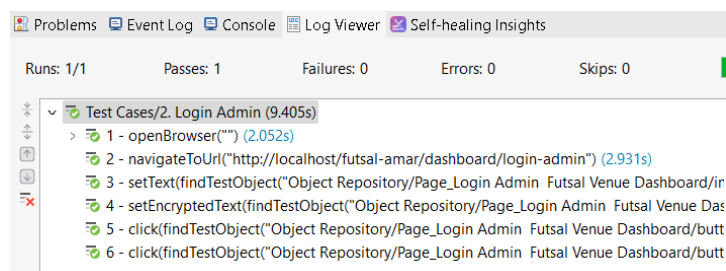 Problems Event Log Console Log Viewer Self-healing Insights
Runs: 1/1 Passes: 1 Failures: 0 Errors: 0 Skips: 0
Test Cases/2. Login Admin (9.405s)
1 - openBrowser("") (2.052s)
2 - navigateToUrl("http://localhost/futsal-amar/dashboard/login-admin") (2.931s)
3 - setText(findTestObject("Object Repository/Page_Login Admin  Futsal Venue Dashboard/in
4 - setEncryptedText(findTestObject("Object Repository/Page_Login Admin  Futsal Venue Das
5 - click(findTestObject("Object Repository/Page_Login Admin  Futsal Venue Dashboard/butt
6 - click(findTestObject("Object Repository/Page_Login Admin  Futsal Venue Dashboard/butt